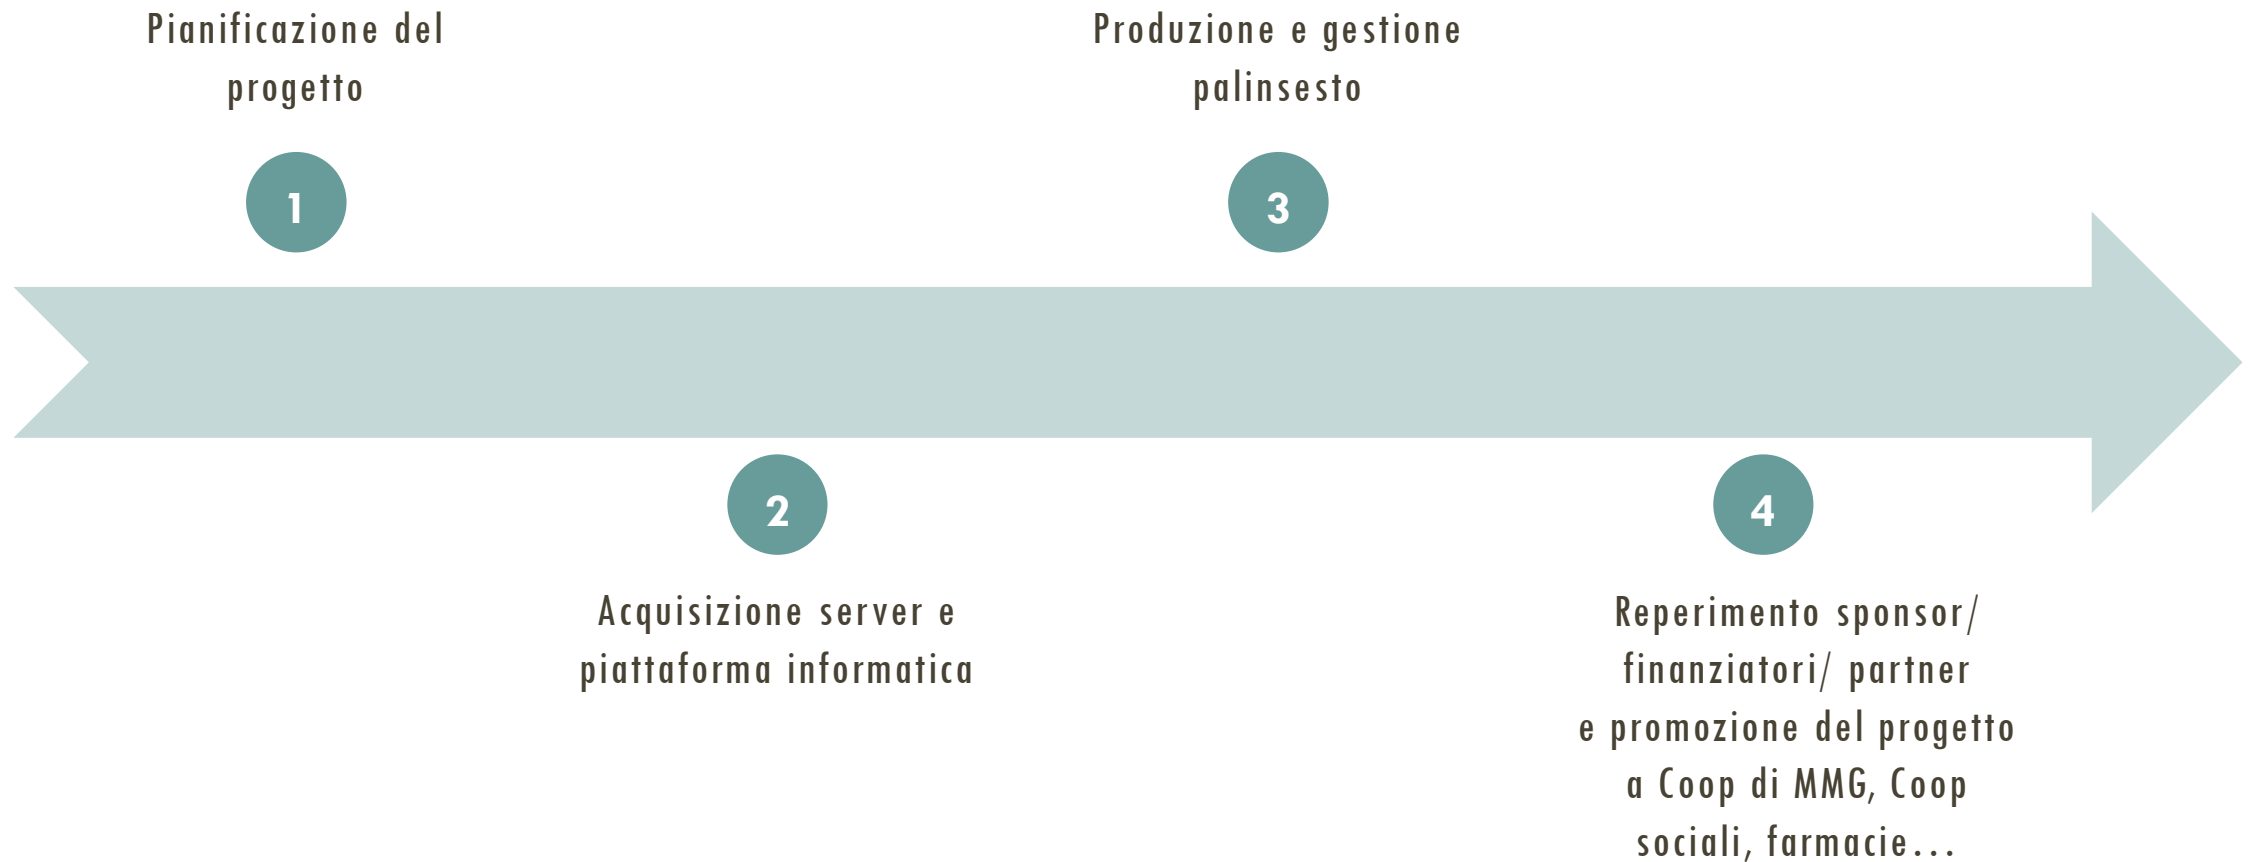 Pianificazione del
progetto
1
Acquisizione server e
piattaforma informatica
2
Produzione e gestione
palinsesto
3
Reperimento sponsor/
finanziatori/ partner
e promozione del progetto
a Coop di MMG, Coop
sociali, farmacie...
4